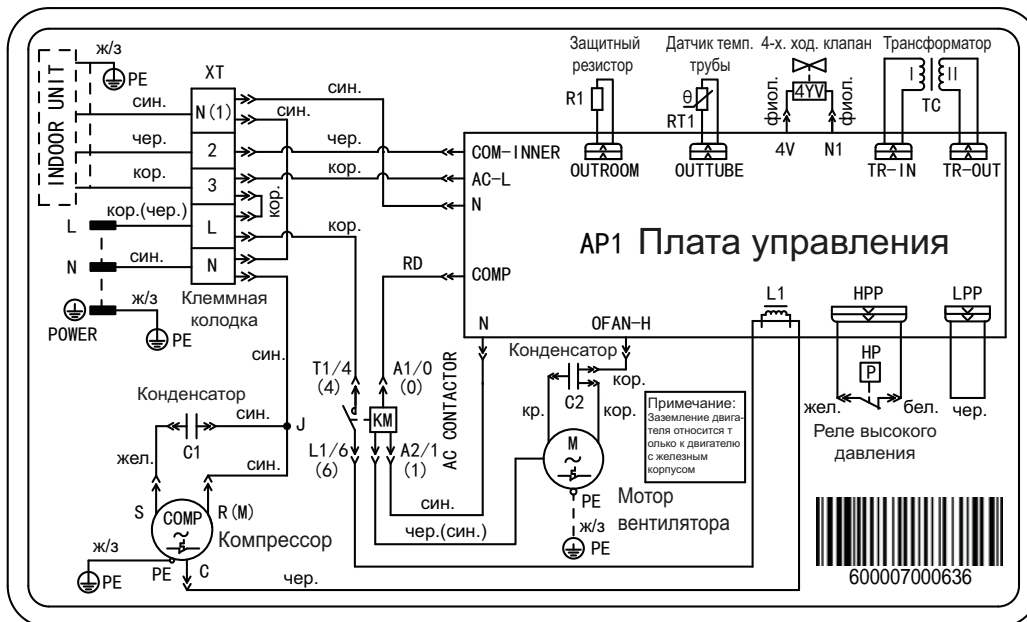 Защитный
резистор
Датчик темп.
трубы
4-х. ход. клапан
Трансформатор
ж/з
PE
XT
INDOOR UNIT
син.
N(1)
син.
син.
R1
θ
RT1
фиол.
4YV
фиол.
I
II
TC
чер.
2
чер.
COM-INNER
OUTROOM
OUTTUBE
4V
N1
TR-IN
TR-OUT
кор.
3
кор.
AC-L
кор.
N
L
кор.(чер.)
L
кор.
AP1 Плата управления
N
син.
N
RD
COMP
ж/з
POWER
PE
Клеммная
колодка
L1
HPP
LPP
N
OFAN-H
син.
T1/4
(4)
A1/0
(0)
Конденсатор
кор.
HP
P
Конденсатор
син.
C1
J
KM
AC CONTACTOR
кр.
C2
кор.
Примечание:
Заземление двига-
теля относится т
олько к двигателю
с железным
корпусом
жел.
бел.
чер.
Реле высокого
давления
жел.
син.
L1/6
(6)
A2/1
(1)
M
~
S
R(M)
COMP
~
Компрессор
син.
чер.(син.)
PE
Мотор
вентилятора
ж/з
PE
ж/з
PE
PE
C
чер.
600007000636